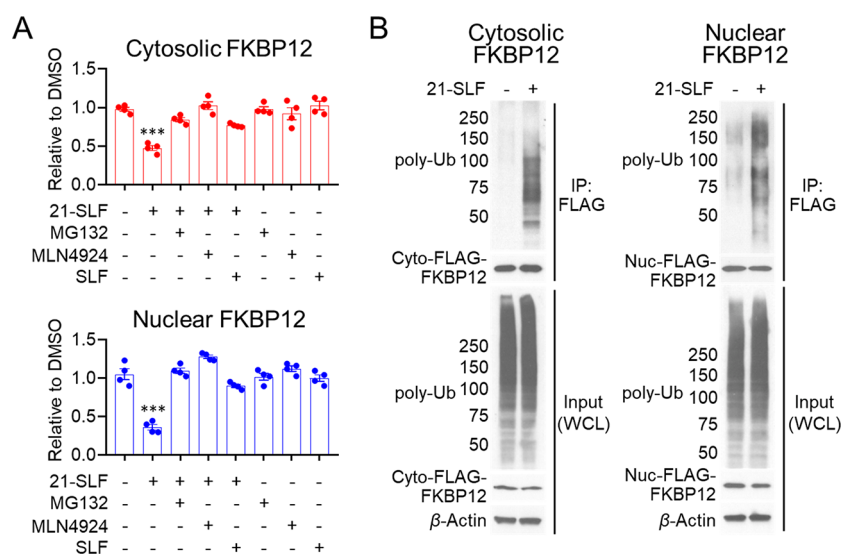 A
Cytosolic FKBP12
Relative to DMSO
1.5
1.0
0.5
0.0
***
21-SLF - + + + + - - -
MG132 - - + - - + - -
MLN4924 - - - + - - + -
SLF - - - - + - - +
Nuclear FKBP12
Relative to DMSO
1.5
1.0
0.5
0.0
***
21-SLF - + + + + - - -
MG132 - - + - - + - -
MLN4924 - - - + - - + -
SLF - - - - + - - +
B
Cytosolic
FKBP12
21-SLF - +
250
150
poly-Ub 100
75
50
IP:
FLAG
Cyto-FLAG-
FKBP12
250
150
poly-Ub 100
75
50
Input
(WCL)
Cyto-FLAG-
FKBP12
β-Actin
Nuclear
FKBP12
21-SLF - +
250
150
poly-Ub 100
75
50
IP:
FLAG
Nuc-FLAG-
FKBP12
250
150
poly-Ub 100
75
50
Input
(WCL)
Nuc-FLAG-
FKBP12
β-Actin